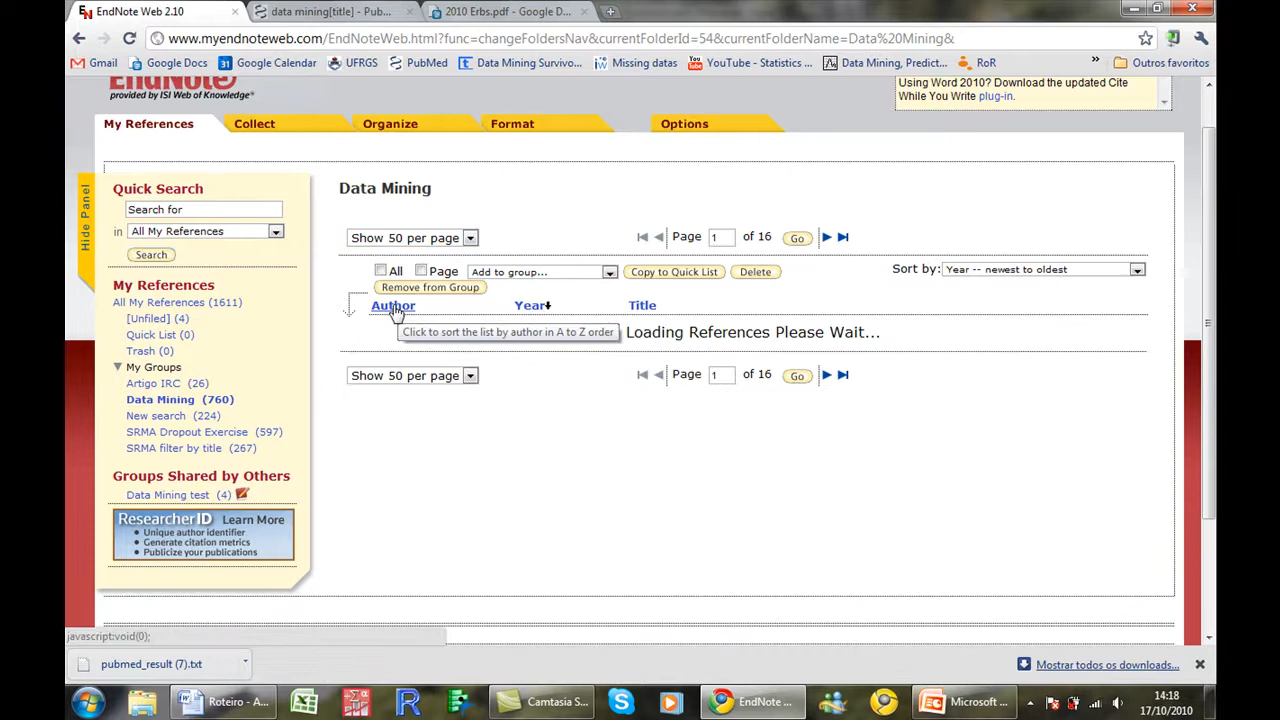 EndNote Web 2.10
data mining[title] - Pub...
2010 Erbs.pdf - Google D...
www.myendnoteweb.com/EndNoteWeb.html?func=changeFoldersNav&currentFolderId=54&currentFolderName=Data%20Mining&
Gmail
Google Docs
Google Calendar
UFRGS
PubMed
Data Mining Survivo...
Missing datas
YouTube - Statistics ...
Data Mining, Predict...
RoR
Outros favoritos
EndNote
provided by ISI Web of Knowledge
Using Word 2010? Download the updated Cite
While You Write plug-in.
My References
Collect
Organize
Format
Options
Hide Panel
Quick Search
Search for
in All My References
Search
My References
All My References (1611)
[Unfiled] (4)
Quick List (0)
Trash (0)
My Groups
Artigo IRC (26)
Data Mining (760)
New search (224)
SRMA Dropout Exercise (597)
SRMA filter by title (267)
Groups Shared by Others
Data Mining test (4)
ResearcherID Learn More
• Unique author identifier
• Generate citation metrics
• Publicize your publications
Data Mining
Show 50 per page
Page 1 of 16 Go
All Page Add to group... Copy to Quick List Delete
Sort by: Year -- newest to oldest
Remove from Group
Author Year Title
Click to sort the list by author in A to Z order
Loading References Please Wait...
Show 50 per page
Page 1 of 16 Go
javascript:void(0);
pubmed_result (7).txt
Mostrar todos os downloads...
Roteiro - A...
Camtasia S...
EndNote ...
Microsoft ...
14:18
17/10/2010